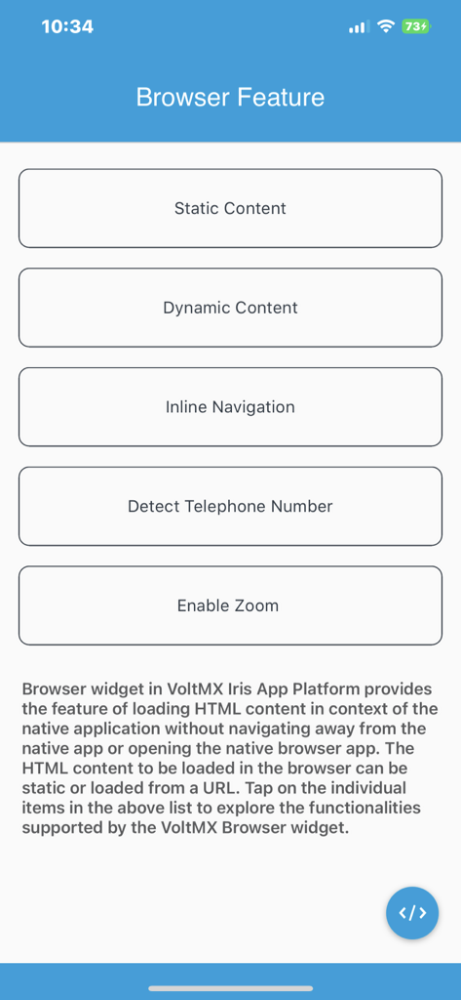 10:34
73
Browser Feature
Static Content
Dynamic Content
Inline Navigation
Detect Telephone Number
Enable Zoom
Browser widget in VoltMX Iris App Platform provides
the feature of loading HTML content in context of the
native application without navigating away from the
native app or opening the native browser app. The
HTML content to be loaded in the browser can be
static or loaded from a URL. Tap on the individual
items in the above list to explore the functionalities
supported by the VoltMX Browser widget.
</>